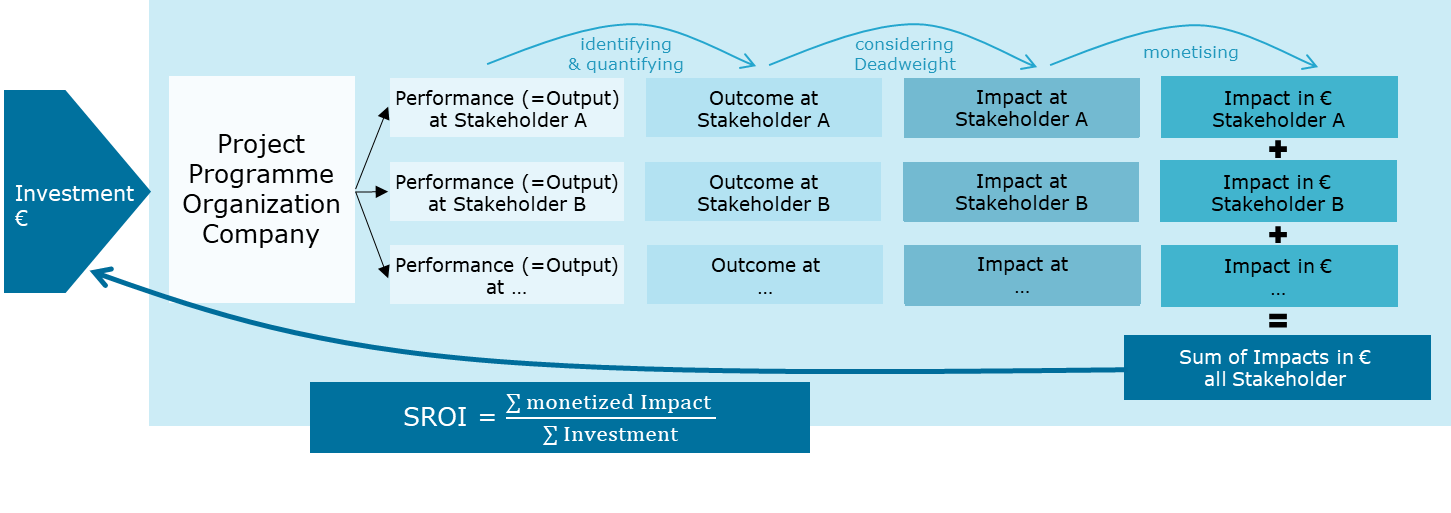 identifying
& quantifying
considering
Deadweight
monetising
Investment
€
Project
Programme
Organization
Company
Performance (=Output)
at Stakeholder A
Outcome at
Stakeholder A
Impact at
Stakeholder A
Impact in €
Stakeholder A
+
Performance (=Output)
at Stakeholder B
Outcome at
Stakeholder B
Impact at
Stakeholder B
Impact in €
Stakeholder B
+
Performance (=Output)
at ...
Outcome at
...
Impact at
...
Impact in €
...
=
Sum of Impacts in €
all Stakeholder
SROI = ∑ monetized Impact
∑ Investment